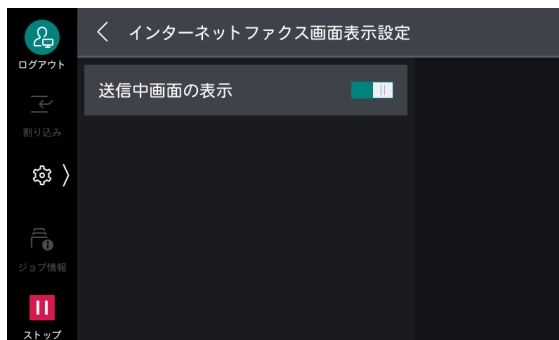 インターネットファクス画面表示設定
ログアウト
送信中画面の表示
割り込み
ジョブ情報
ストップ